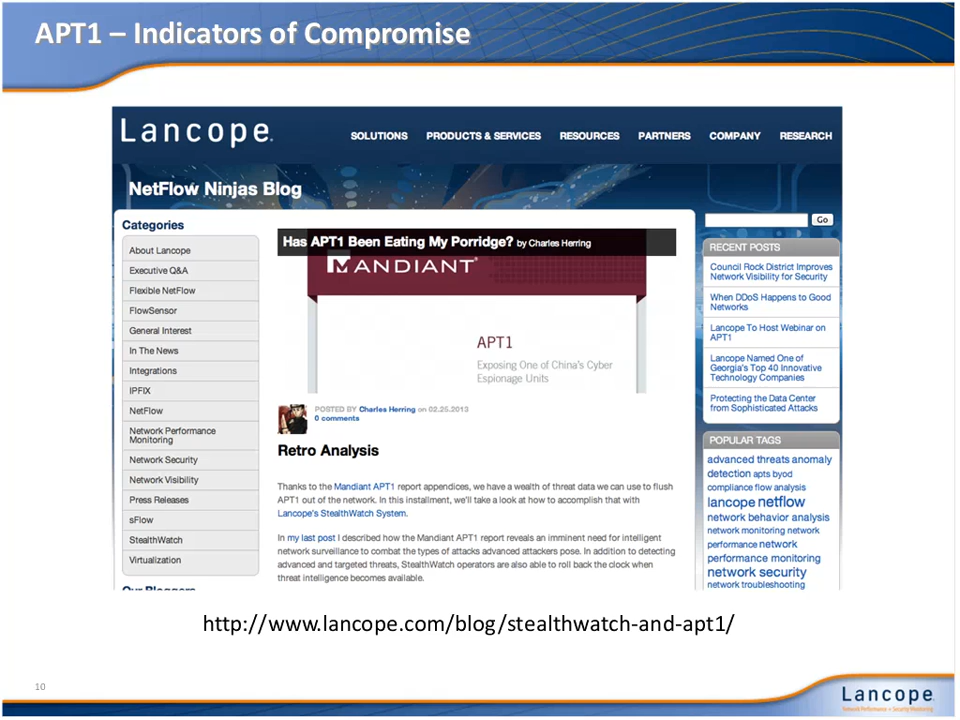 APT1 – Indicators of Compromise
Lancope.
SOLUTIONS
PRODUCTS & SERVICES
RESOURCES
PARTNERS
COMPANY
RESEARCH
NetFlow Ninjas Blog
Categories
About Lancope
Executive Q&A
Flexible NetFlow
FlowSensor
General Interest
In The News
Integrations
IPFIX
NetFlow
Network Performance
Monitoring
Network Security
Network Visibility
Press Releases
sFlow
StealthWatch
Virtualization
Our Bloggers
Has APT1 Been Eating My Porridge? by Charles Herring
MANDIANT
APT1
Exposing One of China's Cyber
Espionage Units
POSTED BY Charles Herring on 02.25.2013
0 comments
Retro Analysis
Thanks to the Mandiant APT1 report appendices, we have a wealth of threat data we can use to flush
APT1 out of the network. In this installment, we'll take a look at how to accomplish that with
Lancope's StealthWatch System.
In my last post I described how the Mandiant APT1 report reveals an imminent need for intelligent
network surveillance to combat the types of attacks advanced attackers pose. In addition to detecting
advanced and targeted threats, StealthWatch operators are also able to roll back the clock when
threat intelligence becomes available.
Go
RECENT POSTS
Council Rock District Improves
Network Visibility for Security
When DDoS Happens to Good
Networks
Lancope To Host Webinar on
APT1
Lancope Named One of
Georgia's Top 40 Innovative
Technology Companies
Protecting the Data Center
from Sophisticated Attacks
POPULAR TAGS
advanced threats anomaly
detection apts byod
compliance flow analysis
lancope netflow
network behavior analysis
network monitoring network
performance network
performance monitoring
network security
network troubleshooting
http://www.lancope.com/blog/stealthwatch-and-apt1/
10
Lancope
Network Performance + Security Monitoring